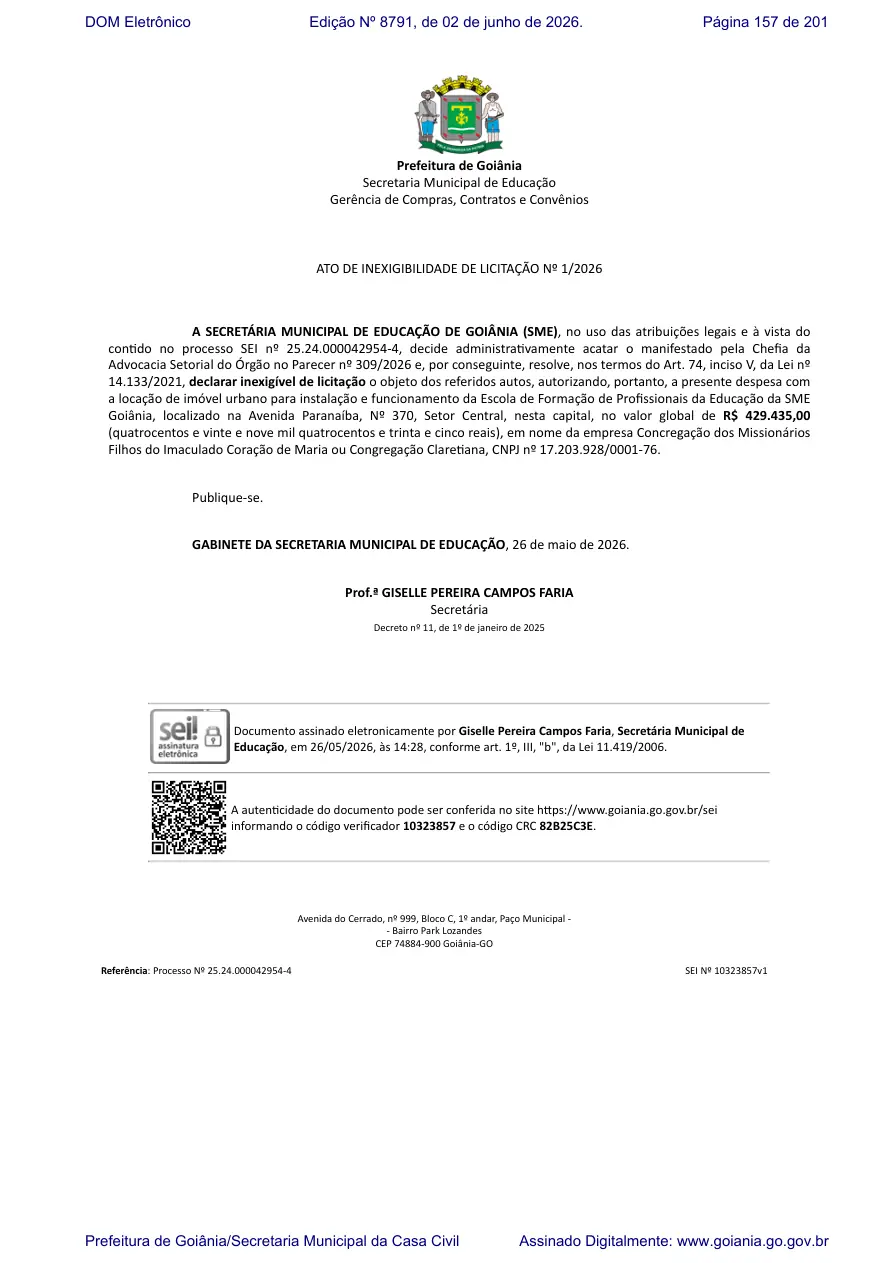 DOM Eletrônico Edição Nº 8791, de 02 de junho de 2026. Página 157 de 201
Prefeitura de Goiânia
Secretaria Municipal de Educação
Gerência de Compras, Contratos e Convênios
ATO DE INEXIGIBILIDADE DE LICITAÇÃO Nº 1/2026
A SECRETÁRIA MUNICIPAL DE EDUCAÇÃO DE GOIÂNIA (SME), no uso das atribuições legais e à vista do
contido no processo SEI nº 25.24.000042954-4, decide administrativamente acatar o manifestado pela Chefia da
Advocacia Setorial do Órgão no Parecer nº 309/2026 e, por conseguinte, resolve, nos termos do Art. 74, inciso V, da Lei nº
14.133/2021, declarar inexigível de licitação o objeto dos referidos autos, autorizando, portanto, a presente despesa com
a locação de imóvel urbano para instalação e funcionamento da Escola de Formação de Profissionais da Educação da SME
Goiânia, localizado na Avenida Paranaíba, Nº 370, Setor Central, nesta capital, no valor global de R$ 429.435,00
(quatrocentos e vinte e nove mil quatrocentos e trinta e cinco reais), em nome da empresa Concregação dos Missionários
Filhos do Imaculado Coração de Maria ou Congregação Claretiana, CNPJ nº 17.203.928/0001-76.
Publique-se.
GABINETE DA SECRETARIA MUNICIPAL DE EDUCAÇÃO, 26 de maio de 2026.
Prof.ª GISELLE PEREIRA CAMPOS FARIA
Secretária
Decreto nº 11, de 1º de janeiro de 2025
sei!
assinatura
eletrônica
Documento assinado eletronicamente por Giselle Pereira Campos Faria, Secretária Municipal de
Educação, em 26/05/2026, às 14:28, conforme art. 1º, III, "b", da Lei 11.419/2006.
A autenticidade do documento pode ser conferida no site https://www.goiania.go.gov.br/sei
informando o código verificador 10323857 e o código CRC 82B25C3E.
Avenida do Cerrado, nº 999, Bloco C, 1º andar, Paço Municipal -
- Bairro Park Lozandes
CEP 74884-900 Goiânia-GO
Referência: Processo Nº 25.24.000042954-4 SEI Nº 10323857v1
Prefeitura de Goiânia/Secretaria Municipal da Casa Civil Assinado Digitalmente: www.goiania.go.gov.br